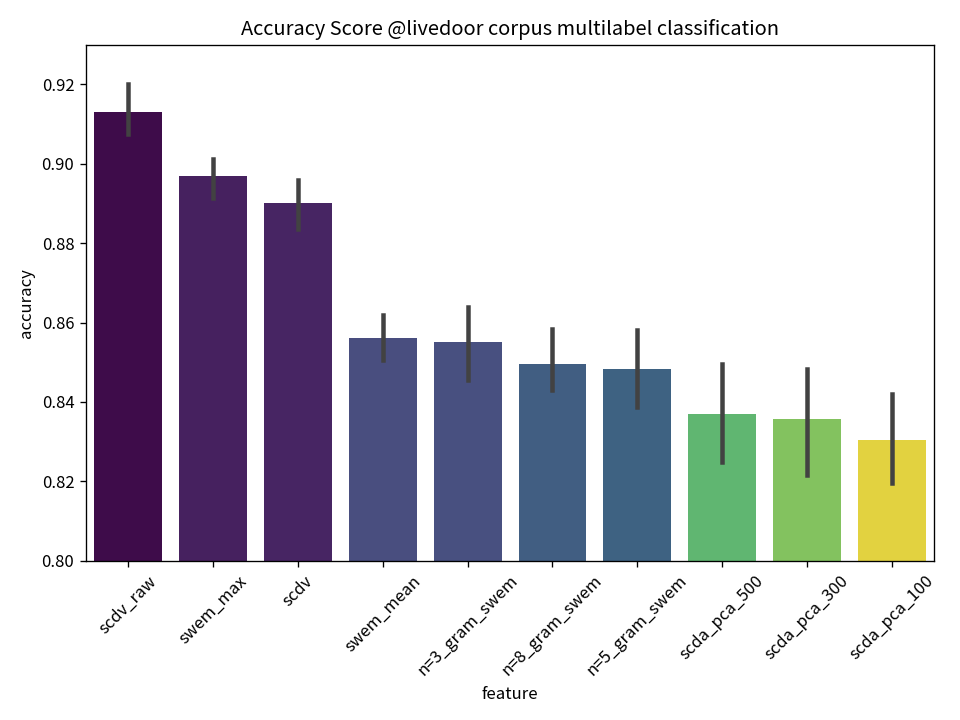 Accuracy Score @livedoor corpus multilabel classification
accuracy
0.92
0.90
0.88
0.86
0.84
0.82
0.80
scdv_raw
swem_max
scdv
swem_mean
n=3_gram_swem
n=8_gram_swem
n=5_gram_swem
scda_pca_500
scda_pca_300
scda_pca_100
feature